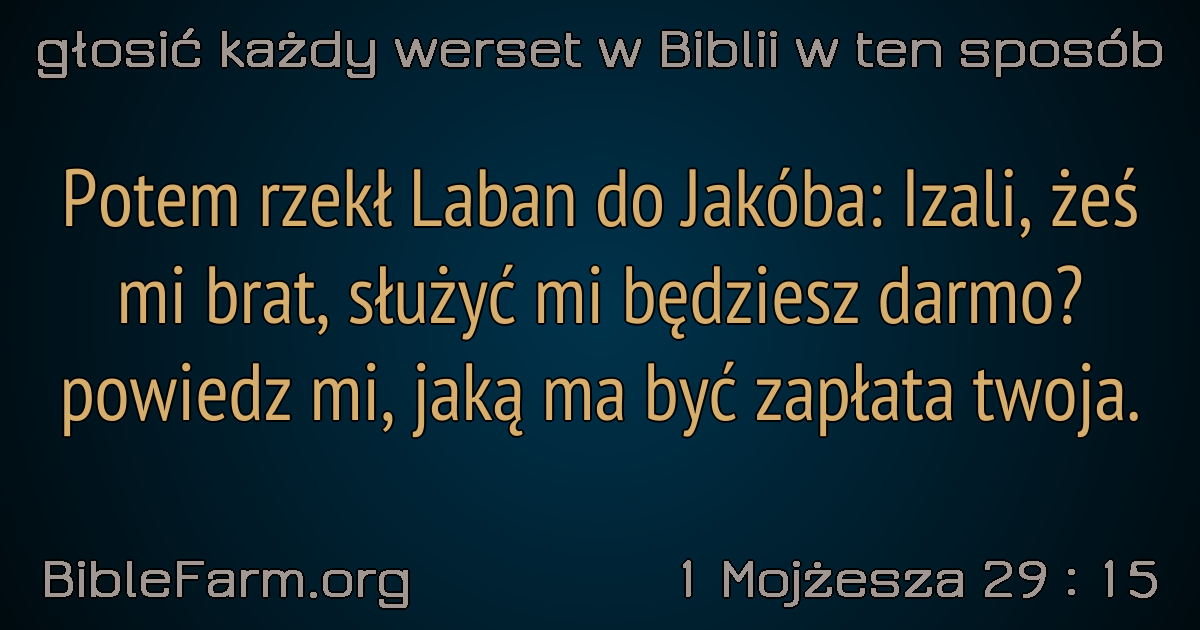 głosić każdy werset w Biblii w ten sposób
Potem rzekł Laban do Jakóba: Izali, żeś
mi brat, służyć mi będziesz darmo?
powiedz mi, jaką ma być zapłata twoja.
BibleFarm.org
1 Mojżesza 29 : 15